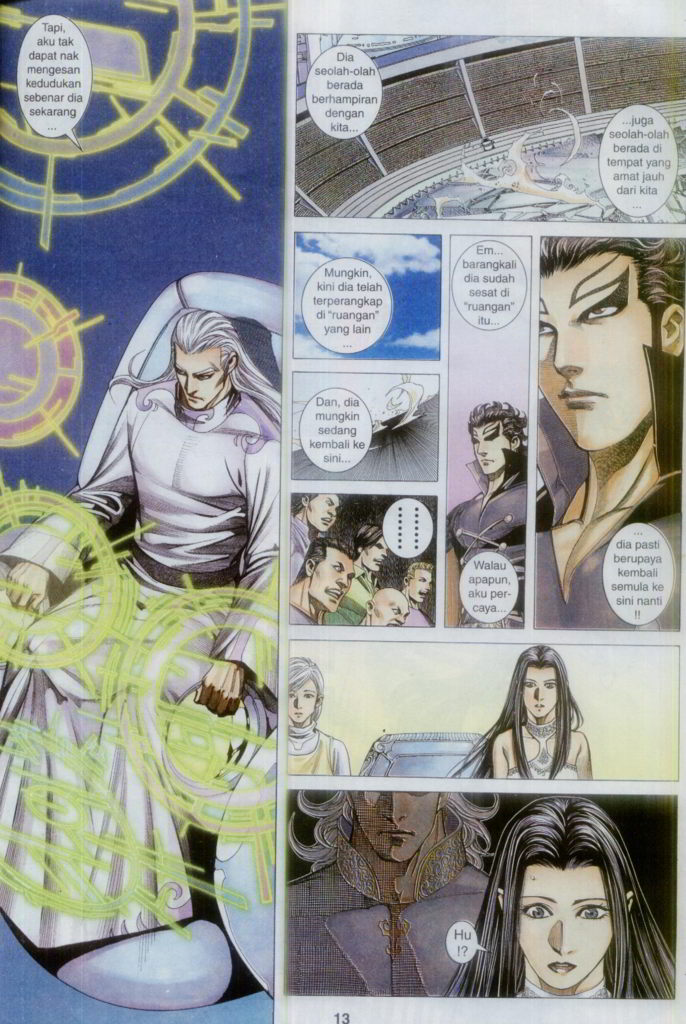 Tapi,
aku tak
dapat nak
mengesan
kedudukan
sebenar dia
sekarang
...
Dia
seolah-olah
berada
berhampiran
dengan
kita...
...juga
seolah-olah
berada di
tempat yang
amat jauh
dari kita
...
Mungkin,
kini dia telah
terperangkap
di “ruangan”
yang lain
...
Dan, dia
mungkin
sedang
kembali ke
sini...
Em...
barangkali
dia sudah
sesat di
“ruangan”
itu...
Walau
apapun,
aku per-
caya...
...
dia pasti
berupaya
kembali
semula ke
sini nanti
!!
Hu
!?
13